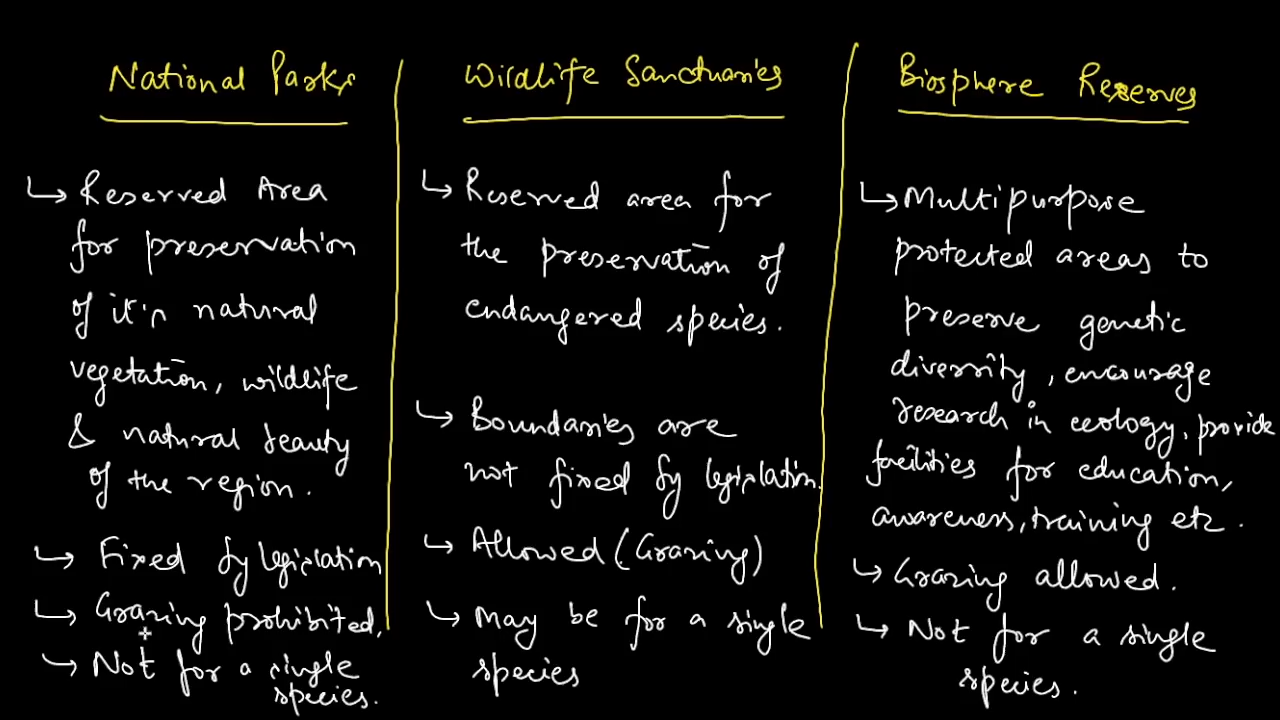 National Parks
↳ Reserved Area
for preservation
of it's natural
vegetation, wildlife
& natural beauty
of the region.
↳ Fixed by legislation
↳ Grazing prohibited.
↳ Not for a single
species.
Wildlife Sanctuaries
↳ Reserved area for
the preservation of
endangered species.
↳ Boundaries are
not fixed by legislation.
↳ Allowed (Grazing)
↳ May be for a single
species
Biosphere Reserves
↳ Multipurpose
protected areas to
preserve genetic
diversity, encourage
research in ecology, provide
facilities for education,
awareness, training etc.
↳ Grazing allowed.
↳ Not for a single
species.